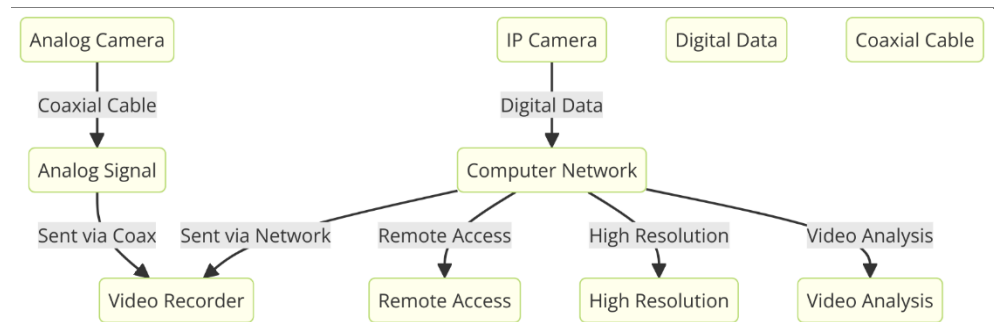 Analog Camera
IP Camera
Digital Data
Coaxial Cable
Coaxial Cable
Digital Data
Analog Signal
Computer Network
Sent via Coax
Sent via Network
Remote Access
High Resolution
Video Analysis
Video Recorder
Remote Access
High Resolution
Video Analysis